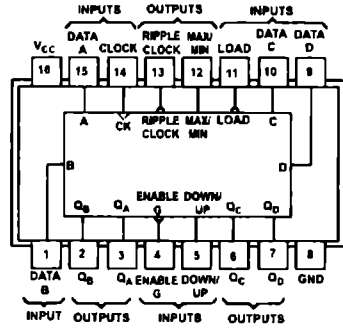 INPUTS OUTPUTS INPUTS
DATA RIPPLE MAX/ DATA DATA
VCC A CLOCK CLOCK MIN LOAD C D
16 15 14 13 12 11 10 9
A CK RIPPLE MAX/ LOAD C
CLOCK MIN
B D
ENABLE DOWN/
QB QA G UP QC QD
1 2 3 4 5 6 7 8
DATA QB QA ENABLE DOWN/ QC QD GND
B G UP
INPUT OUTPUTS INPUTS OUTPUTS